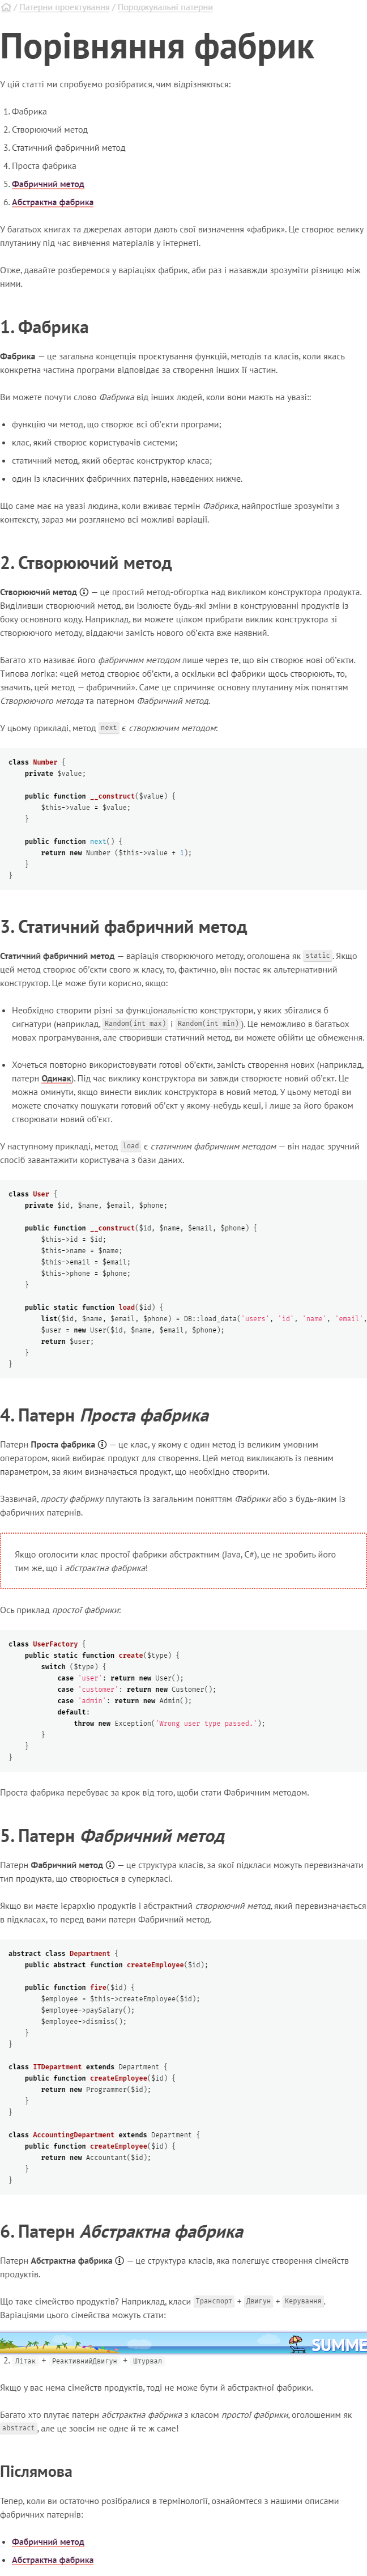 / Патерни проектування / Породжувальні патерни
Порівняння фабрик
У цій статті ми спробуємо розібратися, чим відрізняються:
1. Фабрика
2. Створюючий метод
3. Статичний фабричний метод
4. Проста фабрика
5. Фабричний метод
6. Абстрактна фабрика
У багатьох книгах та джерелах автори дають свої визначення «фабрик». Це створює велику
плутанину під час вивчення матеріалів у інтернеті.
Отже, давайте розберемося у варіаціях фабрик, аби раз і назавжди зрозуміти різницю між
ними.
1. Фабрика
Фабрика — це загальна концепція проєктування функцій, методів та класів, коли якась
конкретна частина програми відповідає за створення інших її частин.
Ви можете почути слово Фабрика від інших людей, коли вони мають на увазі::
функцію чи метод, що створює всі об'єкти програми;
клас, який створює користувачів системи;
статичний метод, який обертає конструктор класа;
один із класичних фабричних патернів, наведених нижче.
Що саме має на увазі людина, коли вживає термін Фабрика, найпростіше зрозуміти з
контексту, зараз ми розглянемо всі можливі варіації.
2. Створюючий метод
Створюючий метод — це простий метод-обгортка над викликом конструктора продукта.
Виділивши створюючий метод, ви ізолюєте будь-які зміни в конструюванні продуктів із
боку основного коду. Наприклад, ви можете цілком прибрати виклик конструктора зі
створюючого методу, віддаючи замість нового об'єкта вже наявний.
Багато хто називає його фабричним методом лише через те, що він створює нові об'єкти.
Типова логіка: «цей метод створює об'єкти, а оскільки всі фабрики щось створюють, то,
значить, цей метод — фабричний». Саме це спричиняє основну плутанину між поняттям
Створюючого метода та патерном Фабричний метод.
У цьому прикладі, метод next є створюючим методом:
class Number {
private $value;
public function __construct($value) {
$this->value = $value;
}
public function next() {
return new Number ($this->value + 1);
}
}
3. Статичний фабричний метод
Статичний фабричний метод — варіація створюючого методу, оголошена як static. Якщо
цей метод створює об'єкти свого ж класу, то, фактично, він постає як альтернативний
конструктор. Це може бути корисно, якщо:
Необхідно створити різні за функціональністю конструктори, у яких збігалися б
сигнатури (наприклад, Random(int max) і Random(int min)). Це неможливо в багатьох
мовах програмування, але створивши статичний метод, ви можете обійти це обмеження.
Хочеться повторно використовувати готові об'єкти, замість створення нових (наприклад,
патерн Одинак). Під час виклику конструктора ви завжди створюєте новий об'єкт. Це
можна оминути, якщо винести виклик конструктора в новий метод. У цьому методі ви
можете спочатку пошукати готовий об'єкт у якому-небудь кеші, і лише за його браком
створювати новий об'єкт.
У наступному прикладі, метод load є статичним фабричним методом — він надає зручний
спосіб завантажити користувача з бази даних.
class User {
private $id, $name, $email, $phone;
public function __construct($id, $name, $email, $phone) {
$this->id = $id;
$this->name = $name;
$this->email = $email;
$this->phone = $phone;
}
public static function load($id) {
list($id, $name, $email, $phone) = DB::load_data('users', 'id', 'name', 'email',
$user = new User($id, $name, $email, $phone);
return $user;
}
}
4. Патерн Проста фабрика
Патерн Проста фабрика — це клас, у якому є один метод із великим умовним
оператором, який вибирає продукт для створення. Цей метод викликають із певним
параметром, за яким визначається продукт, що необхідно створити.
Зазвичай, просту фабрику плутають із загальним поняттям Фабрики або з будь-яким із
фабричних патернів.
Якщо оголосити клас простої фабрики абстрактним (Java, C#), це не зробить його
тим же, що і абстрактна фабрика!
Ось приклад простої фабрики:
class UserFactory {
public static function create($type) {
switch ($type) {
case 'user': return new User();
case 'customer': return new Customer();
case 'admin': return new Admin();
default:
throw new Exception('Wrong user type passed.');
}
}
}
Проста фабрика перебуває за крок від того, щоби стати Фабричним методом.
5. Патерн Фабричний метод
Патерн Фабричний метод — це структура класів, за якої підкласи можуть перевизначати
тип продукта, що створюється в суперкласі.
Якщо ви маєте ієрархію продуктів і абстрактний створюючий метод, який перевизначається
в підкласах, то перед вами патерн Фабричний метод.
abstract class Department {
public abstract function createEmployee($id);
public function fire($id) {
$employee = $this->createEmployee($id);
$employee->paySalary();
$employee->dismiss();
}
}
class ITDepartment extends Department {
public function createEmployee($id) {
return new Programmer($id);
}
}
class AccountingDepartment extends Department {
public function createEmployee($id) {
return new Accountant($id);
}
}
6. Патерн Абстрактна фабрика
Патерн Абстрактна фабрика — це структура класів, яка полегшує створення сімейств
продуктів.
Що таке сімейство продуктів? Наприклад, класи Транспорт + Двигун + Керування.
Варіаціями цього сімейства можуть стати:
SUMME
2. Літак + РеактивнийДвигун + Штурвал
Якщо у вас нема сімейств продуктів, тоді не може бути й абстрактної фабрики.
Багато хто плутає патерн абстрактна фабрика з класом простої фабрики, оголошеним як
abstract, але це зовсім не одне й те ж саме!
Післямова
Тепер, коли ви остаточно розібралися в термінології, ознайомтеся з нашими описами
фабричних патернів:
Фабричний метод
Абстрактна фабрика